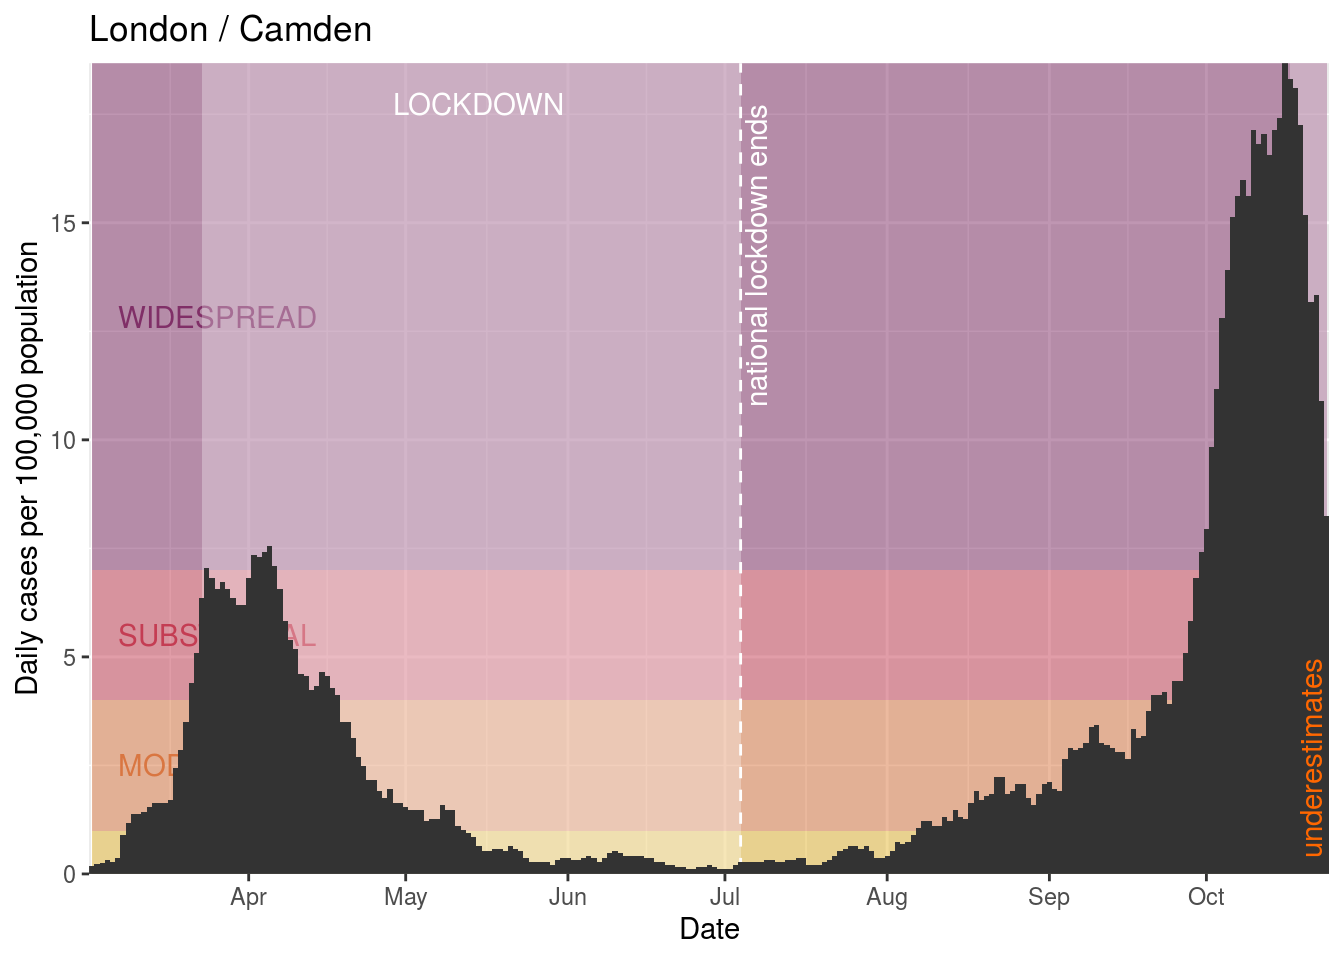 London / Camden
LOCKDOWN
national lockdown ends
WIDESPREAD
underestimates
Daily cases per 100,000 population
15
10
5
0
Apr
May
Jun
Jul
Aug
Sep
Oct
Date